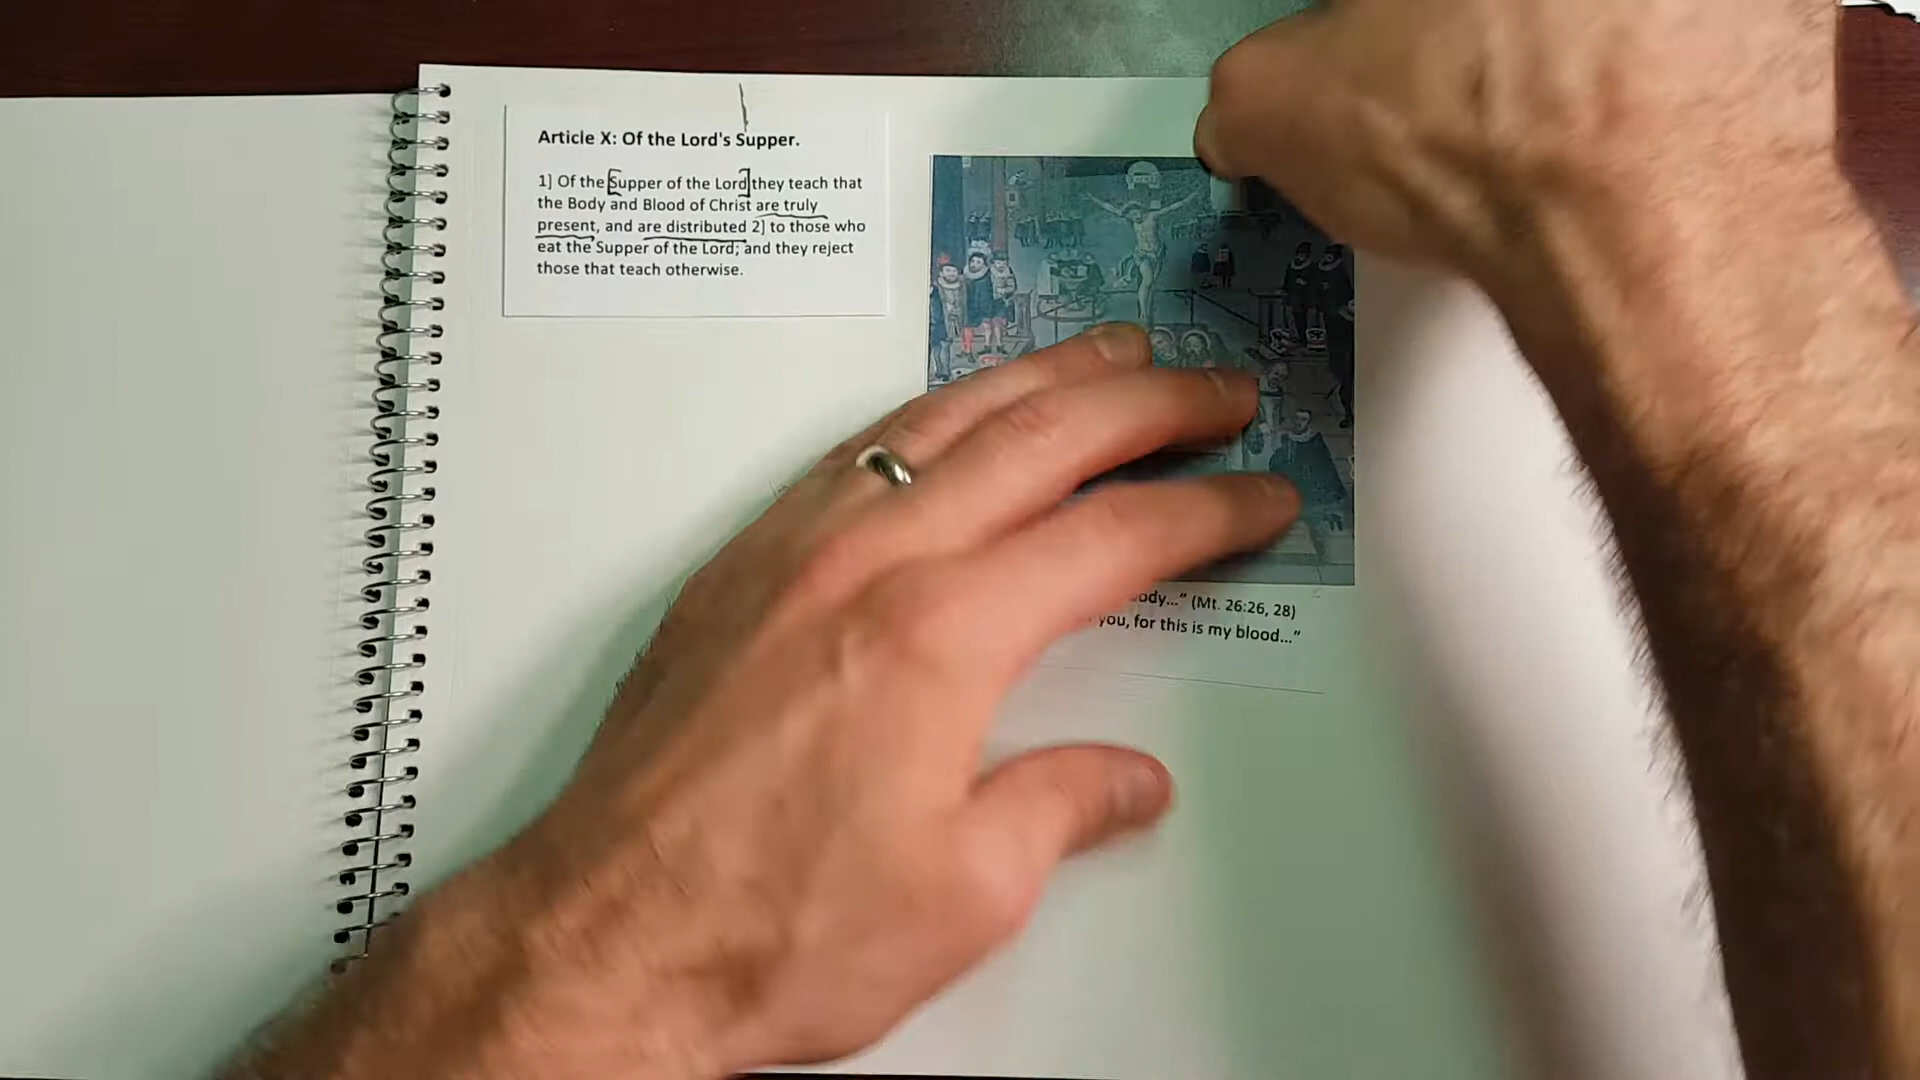 Article X: Of the Lord's Supper.
1] Of the [Supper of the Lord] they teach that
the Body and Blood of Christ are truly
present, and are distributed 2] to those who
eat the Supper of the Lord; and they reject
those that teach otherwise.
ody...” (Mt. 26:26, 28)
you, for this is my blood...”